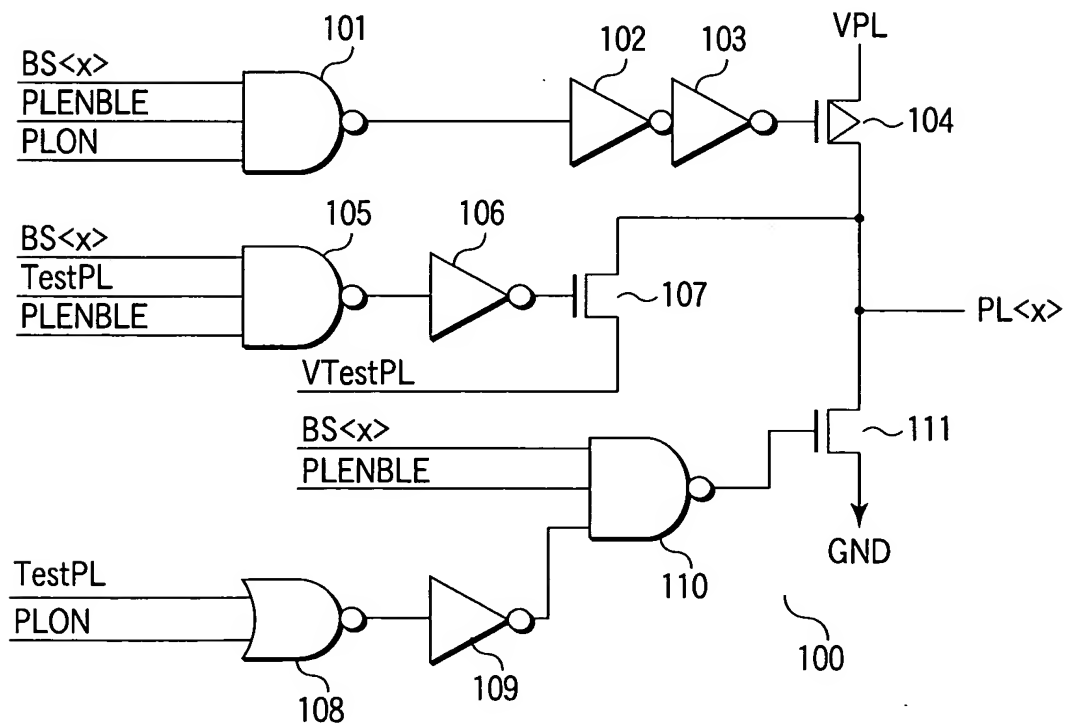 101
102
103
VPL
BS<x>
PLENBLE
PLON
104
105
106
BS<x>
TestPL
PLENBLE
107
PL<x>
VTestPL
BS<x>
PLENBLE
111
110
GND
TestPL
PLON
108
109
100